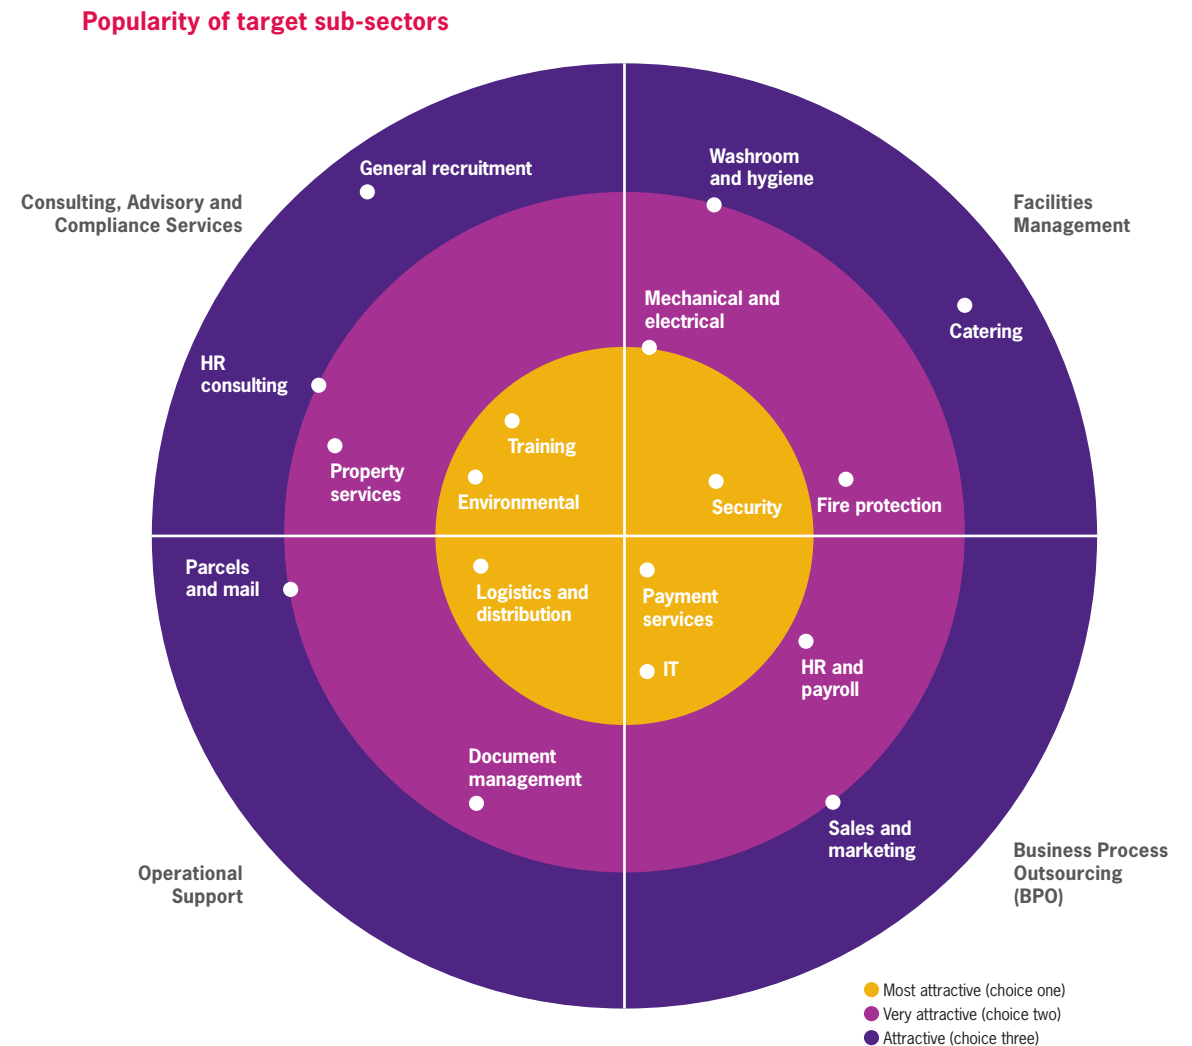 Popularity of target sub-sectors
General recruitment
Washroom
and hygiene
Consulting, Advisory and
Compliance Services
Facilities
Management
Mechanical and
electrical
Catering
HR
consulting
Training
Property
services
Environmental
Security
Fire protection
Parcels
and mail
Logistics and
distribution
Payment
services
IT
HR and
payroll
Document
management
Sales and
marketing
Operational
Support
Business Process
Outsourcing
(BPO)
Most attractive (choice one)
Very attractive (choice two)
Attractive (choice three)